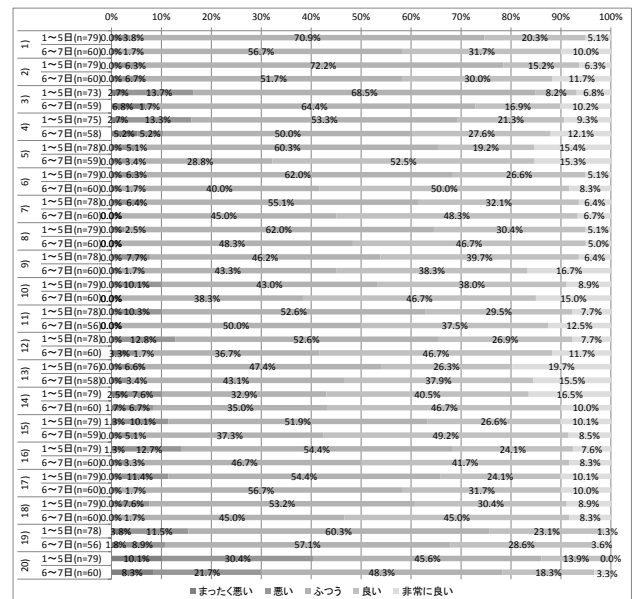 0% 10% 20% 30% 40% 50% 60% 70% 80% 90% 100%
1) 1～5日(n=79) 0.0% 3.8% 70.9% 20.3% 5.1%
6～7日(n=60) 0.0% 1.7% 56.7% 31.7% 10.0%
2) 1～5日(n=79) 0.0% 6.3% 72.2% 15.2% 6.3%
6～7日(n=60) 0.0% 6.7% 51.7% 30.0% 11.7%
3) 1～5日(n=73) 2.7% 13.7% 68.5% 8.2% 6.8%
6～7日(n=59) 6.8% 1.7% 64.4% 16.9% 10.2%
4) 1～5日(n=75) 2.7% 13.3% 53.3% 21.3% 9.3%
6～7日(n=58) 5.2% 5.2% 50.0% 27.6% 12.1%
5) 1～5日(n=78) 0.0% 5.1% 60.3% 19.2% 15.4%
6～7日(n=59) 0.0% 3.4% 28.8% 52.5% 15.3%
6) 1～5日(n=79) 0.0% 6.3% 62.0% 26.6% 5.1%
6～7日(n=60) 0.0% 1.7% 40.0% 50.0% 8.3%
7) 1～5日(n=78) 0.0% 6.4% 55.1% 32.1% 6.4%
6～7日(n=60) 0.0% 45.0% 48.3% 6.7%
8) 1～5日(n=79) 0.0% 2.5% 62.0% 30.4% 5.1%
6～7日(n=60) 0.0% 48.3% 46.7% 5.0%
9) 1～5日(n=78) 0.0% 7.7% 46.2% 39.7% 6.4%
6～7日(n=60) 0.0% 1.7% 43.3% 38.3% 16.7%
10) 1～5日(n=79) 0.0% 10.1% 43.0% 38.0% 8.9%
6～7日(n=60) 0.0% 38.3% 46.7% 15.0%
11) 1～5日(n=78) 0.0% 10.3% 52.6% 29.5% 7.7%
6～7日(n=56) 0.0% 50.0% 37.5% 12.5%
12) 1～5日(n=78) 0.0% 12.8% 52.6% 26.9% 7.7%
6～7日(n=60) 3.3% 1.7% 36.7% 46.7% 11.7%
13) 1～5日(n=76) 0.0% 6.6% 47.4% 26.3% 19.7%
6～7日(n=58) 0.0% 3.4% 43.1% 37.9% 15.5%
14) 1～5日(n=79) 2.5% 7.6% 32.9% 40.5% 16.5%
6～7日(n=60) 1.7% 6.7% 35.0% 46.7% 10.0%
15) 1～5日(n=79) 1.3% 10.1% 51.9% 26.6% 10.1%
6～7日(n=59) 0.0% 5.1% 37.3% 49.2% 8.5%
16) 1～5日(n=79) 1.3% 12.7% 54.4% 24.1% 7.6%
6～7日(n=60) 0.0% 3.3% 46.7% 41.7% 8.3%
17) 1～5日(n=79) 0.0% 11.4% 54.4% 24.1% 10.1%
6～7日(n=60) 0.0% 1.7% 56.7% 31.7% 10.0%
18) 1～5日(n=79) 0.0% 7.6% 53.2% 30.4% 8.9%
6～7日(n=60) 0.0% 1.7% 45.0% 45.0% 8.3%
19) 1～5日(n=78) 3.8% 11.5% 60.3% 23.1% 1.3%
6～7日(n=56) 1.8% 8.9% 57.1% 28.6% 3.6%
20) 1～5日(n=79) 10.1% 30.4% 45.6% 13.9% 0.0%
6～7日(n=60) 8.3% 21.7% 48.3% 18.3% 3.3%
まったく悪い 悪い ふつう 良い 非常に良い